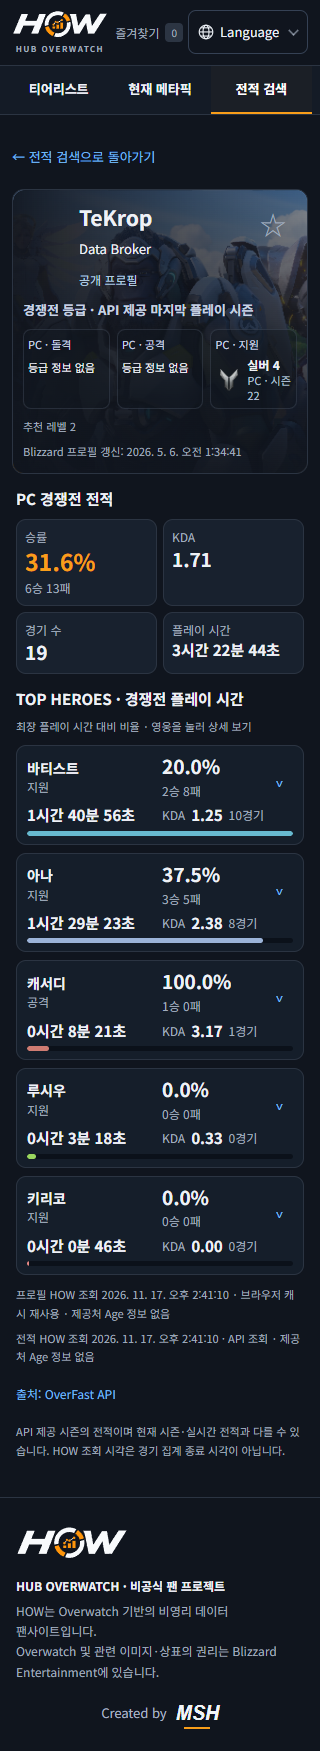 HOW
HUB OVERWATCH
즐겨찾기 0
Language
티어리스트 현재 메타픽 전적 검색
← 전적 검색으로 돌아가기
TeKrop
Data Broker
공개 프로필
경쟁전 등급 · API 제공 마지막 플레이 시즌
PC · 돌격
등급 정보 없음
PC · 공격
등급 정보 없음
PC · 지원
실버 4
PC · 시즌
22
추천 레벨 2
Blizzard 프로필 갱신: 2026. 5. 6. 오전 1:34:41
PC 경쟁전 전적
승률
31.6%
6승 13패
KDA
1.71
경기 수
19
플레이 시간
3시간 22분 44초
TOP HEROES · 경쟁전 플레이 시간
최장 플레이 시간 대비 비율 · 영웅을 눌러 상세 보기
바티스트
지원
20.0%
2승 8패
1시간 40분 56초
KDA 1.25 10경기
아나
지원
37.5%
3승 5패
1시간 29분 23초
KDA 2.38 8경기
캐서디
공격
100.0%
1승 0패
0시간 8분 21초
KDA 3.17 1경기
루시우
지원
0.0%
0승 0패
0시간 3분 18초
KDA 0.33 0경기
키리코
지원
0.0%
0승 0패
0시간 0분 46초
KDA 0.00 0경기
프로필 HOW 조회 2026. 11. 17. 오후 2:41:10 · 브라우저 캐
시 재사용 · 제공처 Age 정보 없음
전적 HOW 조회 2026. 11. 17. 오후 2:41:10 · API 조회 · 제공
처 Age 정보 없음
출처: OverFast API
API 제공 시즌의 전적이며 현재 시즌·실시간 전적과 다를 수 있
습니다. HOW 조회 시각은 경기 집계 종료 시각이 아닙니다.
HOW
HUB OVERWATCH · 비공식 팬 프로젝트
HOW는 Overwatch 기반의 비영리 데이터
팬사이트입니다.
Overwatch 및 관련 이미지·상표의 권리는 Blizzard
Entertainment에 있습니다.
Created by MSH